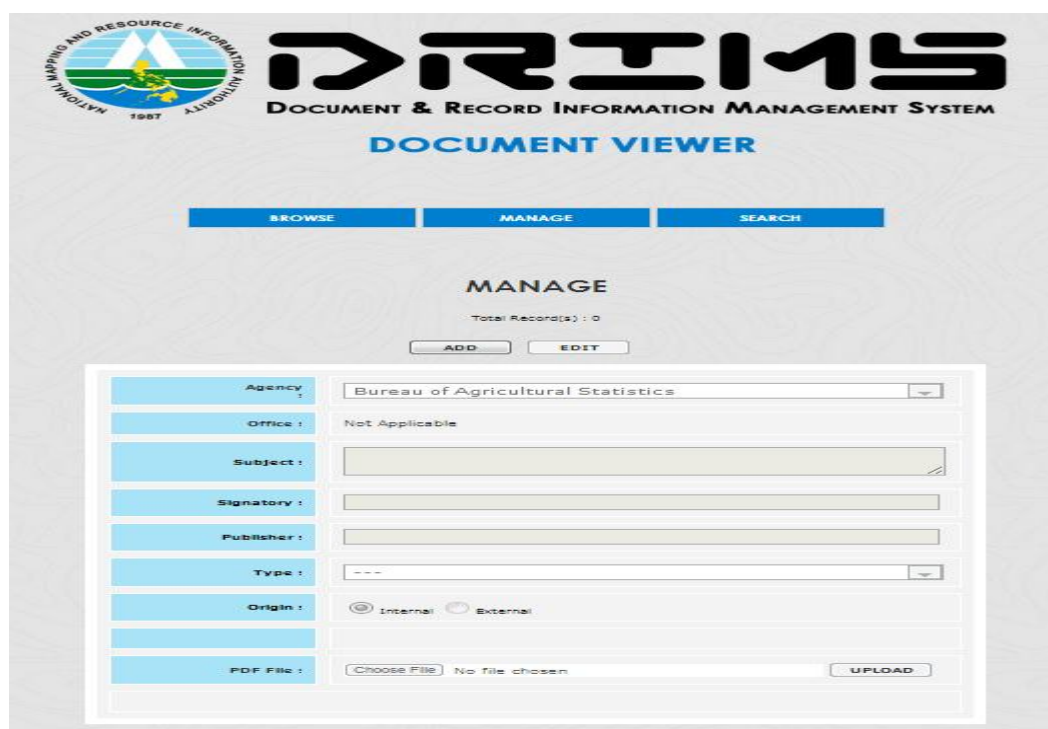 NATIONAL MAPPING AND RESOURCE INFORMATION AUTHORITY
1987
DRIMS
DOCUMENT & RECORD INFORMATION MANAGEMENT SYSTEM
DOCUMENT VIEWER
BROWSE MANAGE SEARCH
MANAGE
Total Record(s) : 0
ADD EDIT
Agency : Bureau of Agricultural Statistics
Office : Not Applicable
Subject :
Signatory :
Publisher :
Type : ---
Origin : Internal External
PDF File : Choose File No file chosen UPLOAD